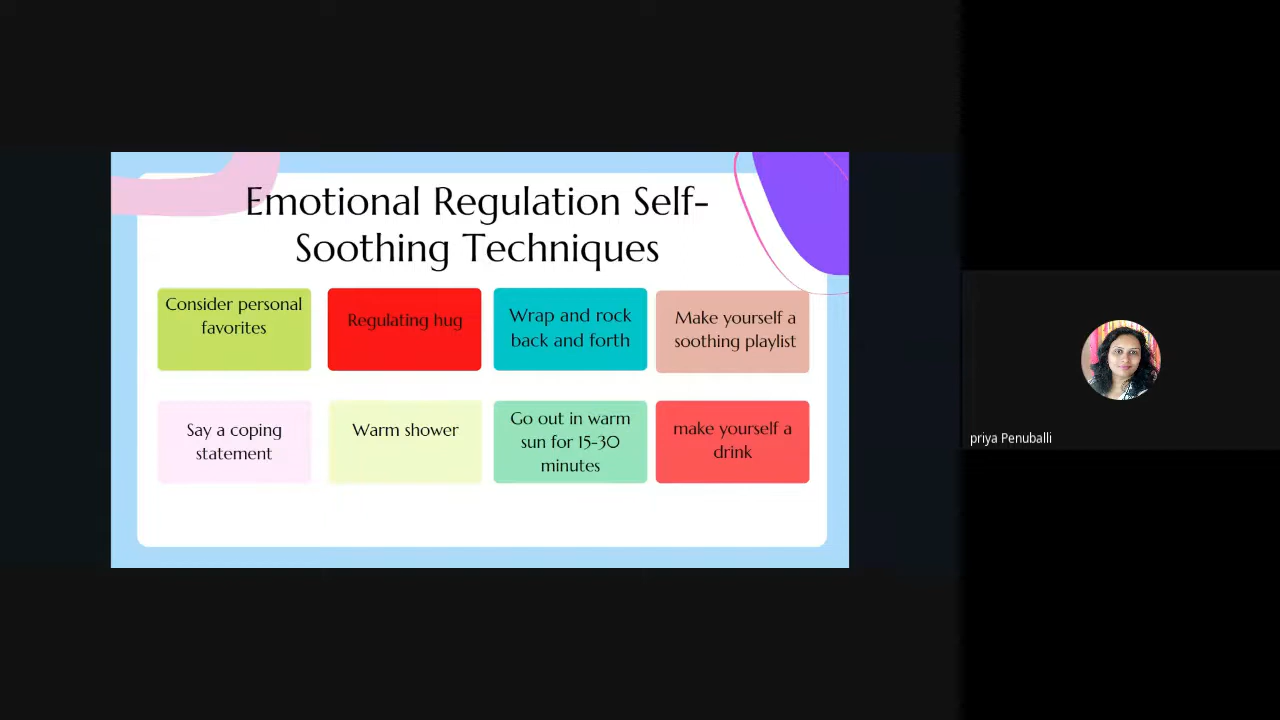 Emotional Regulation Self-
Soothing Techniques
Consider personal
favorites
Regulating hug
Wrap and rock
back and forth
Make yourself a
soothing playlist
Say a coping
statement
Warm shower
Go out in warm
sun for 15-30
minutes
make yourself a
drink
priya Penuballi